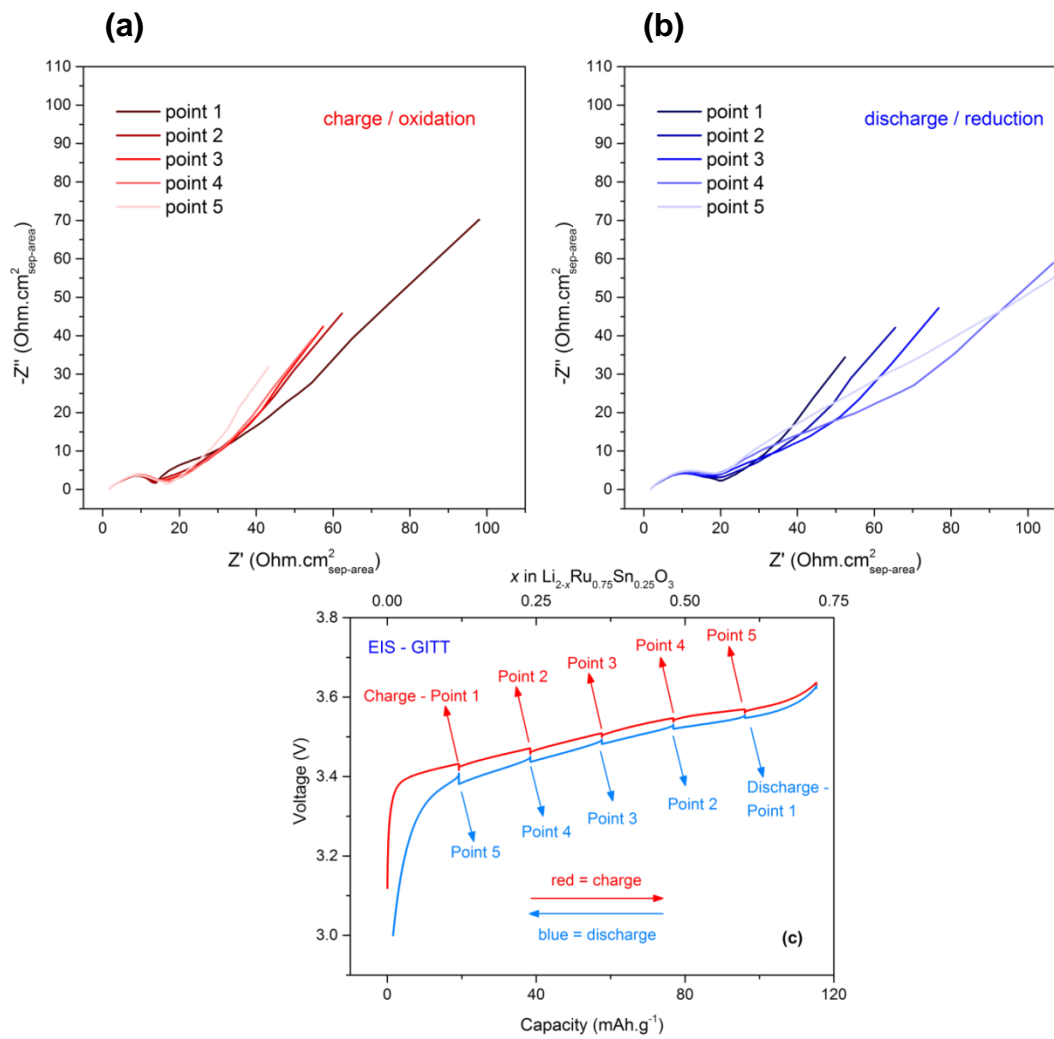 (a)
(b)
110
100
90
80
70
60
50
40
30
20
10
0
-Z'' (Ohm.cm²sep-area)
point 1
point 2
point 3
point 4
point 5
charge / oxidation
0
20
40
60
80
100
Z' (Ohm.cm²sep-area)
110
100
90
80
70
60
50
40
30
20
10
0
-Z'' (Ohm.cm²sep-area)
point 1
point 2
point 3
point 4
point 5
discharge / reduction
0
20
40
60
80
100
Z' (Ohm.cm²sep-area)
x in Li2-xRu0.75Sn0.25O3
0.00
0.25
0.50
0.75
3.8
3.6
3.4
3.2
3.0
Voltage (V)
EIS - GITT
Charge - Point 1
Point 2
Point 3
Point 4
Point 5
Point 5
Point 4
Point 3
Point 2
Discharge -
Point 1
red = charge
blue = discharge
(c)
0
40
80
120
Capacity (mAh.g⁻¹)